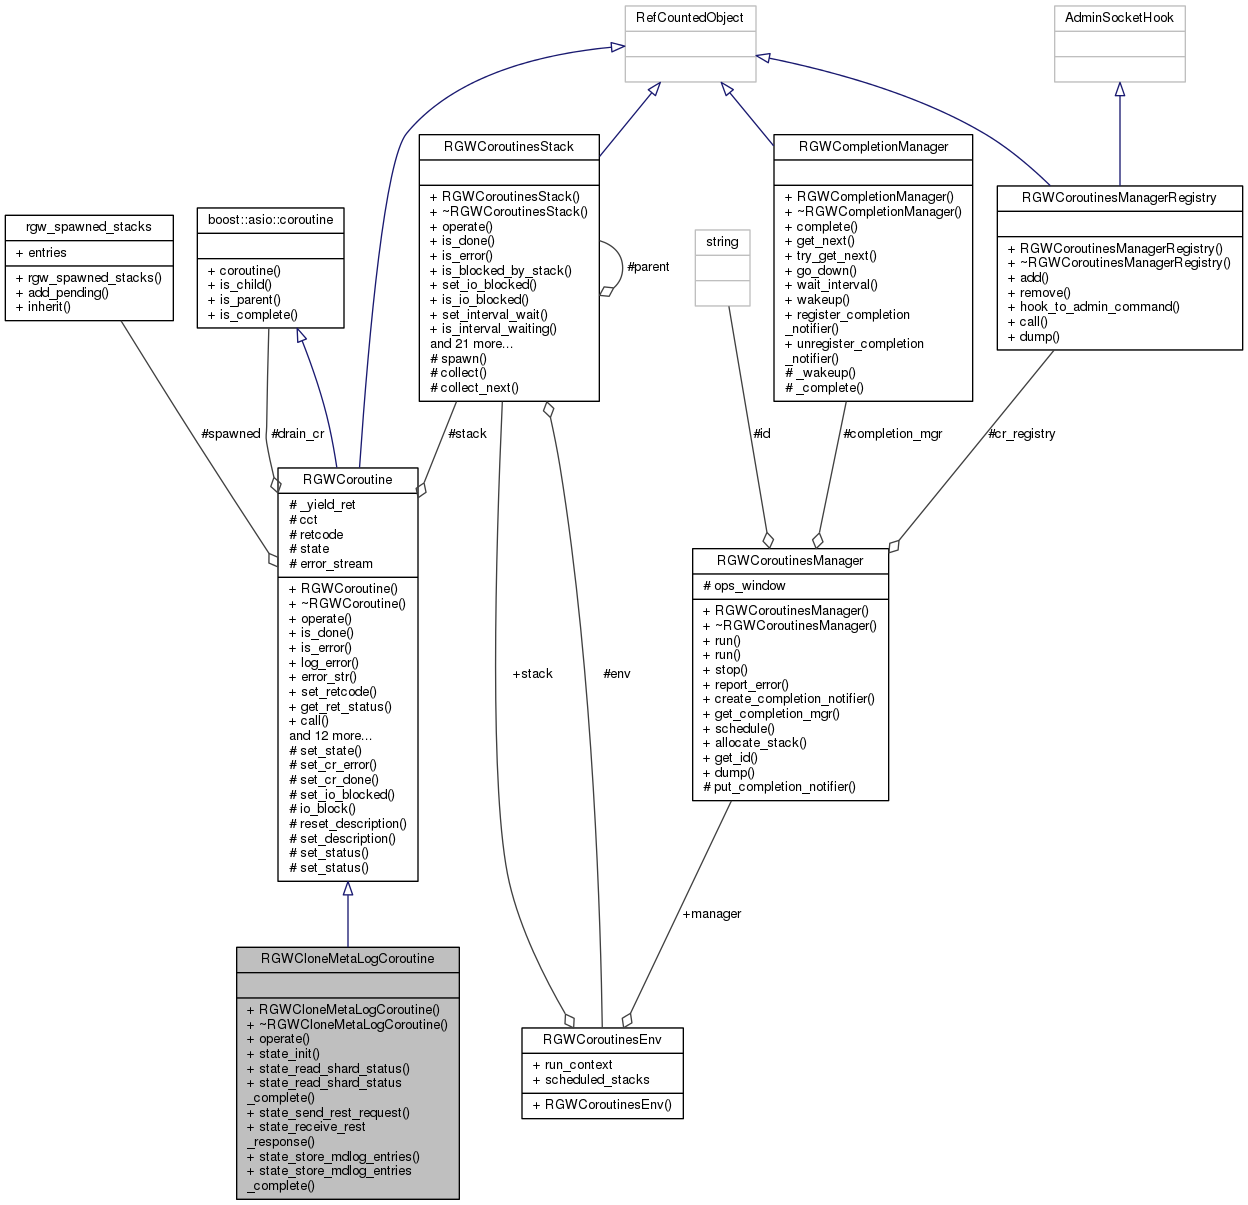 RefCountedObject
AdminSocketHook
RGWCoroutinesStack
+ RGWCoroutinesStack()
+ ~RGWCoroutinesStack()
+ operate()
+ is_done()
+ is_error()
+ is_blocked_by_stack()
+ set_io_blocked()
+ is_io_blocked()
+ set_interval_wait()
+ is_interval_waiting()
and 21 more...
# spawn()
# collect()
# collect_next()
#parent
RGWCompletionManager
+ RGWCompletionManager()
+ ~RGWCompletionManager()
+ complete()
+ get_next()
+ try_get_next()
+ go_down()
+ wait_interval()
+ wakeup()
+ register_completion
_notifier()
+ unregister_completion
_notifier()
# _wakeup()
# _complete()
RGWCoroutinesManagerRegistry
+ RGWCoroutinesManagerRegistry()
+ ~RGWCoroutinesManagerRegistry()
+ add()
+ remove()
+ hook_to_admin_command()
+ call()
+ dump()
rgw_spawned_stacks
+ entries
+ rgw_spawned_stacks()
+ add_pending()
+ inherit()
boost::asio::coroutine
+ coroutine()
+ is_child()
+ is_parent()
+ is_complete()
string
#spawned
#drain_cr
#stack
#id
#completion_mgr
#cr_registry
RGWCoroutine
# _yield_ret
# cct
# retcode
# state
# error_stream
+ RGWCoroutine()
+ ~RGWCoroutine()
+ operate()
+ is_done()
+ is_error()
+ log_error()
+ error_str()
+ set_retcode()
+ get_ret_status()
+ call()
and 12 more...
# set_state()
# set_cr_error()
# set_cr_done()
# set_io_blocked()
# io_block()
# reset_description()
# set_description()
# set_status()
# set_status()
RGWCoroutinesManager
# ops_window
+ RGWCoroutinesManager()
+ ~RGWCoroutinesManager()
+ run()
+ run()
+ stop()
+ report_error()
+ create_completion_notifier()
+ get_completion_mgr()
+ schedule()
+ allocate_stack()
+ get_id()
+ dump()
# put_completion_notifier()
+stack
#env
+manager
RGWCloneMetaLogCoroutine
+ RGWCloneMetaLogCoroutine()
+ ~RGWCloneMetaLogCoroutine()
+ operate()
+ state_init()
+ state_read_shard_status()
+ state_read_shard_status
_complete()
+ state_send_rest_request()
+ state_receive_rest
_response()
+ state_store_mdlog_entries()
+ state_store_mdlog_entries
_complete()
RGWCoroutinesEnv
+ run_context
+ scheduled_stacks
+ RGWCoroutinesEnv()